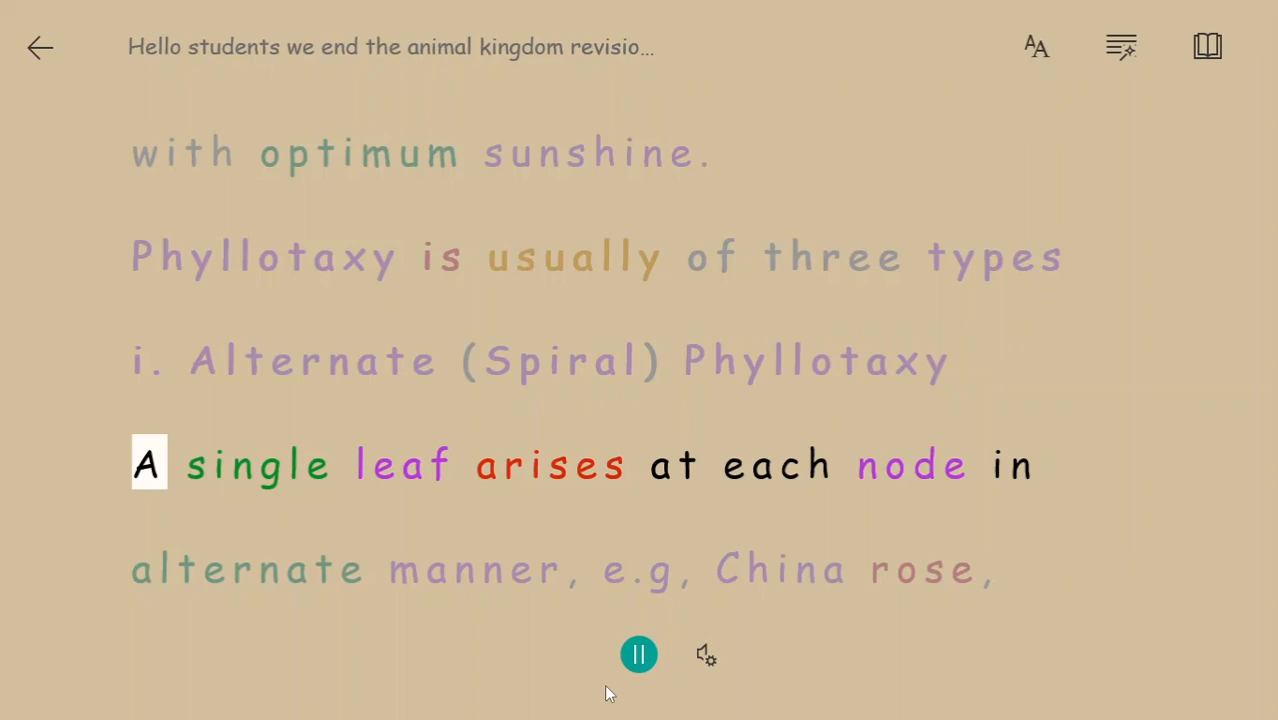 Hello students we end the animal kingdom revisio...
with optimum sunshine.
Phyllotaxy is usually of three types
i. Alternate (Spiral) Phyllotaxy
A single leaf arises at each node in
alternate manner, e.g, China rose,